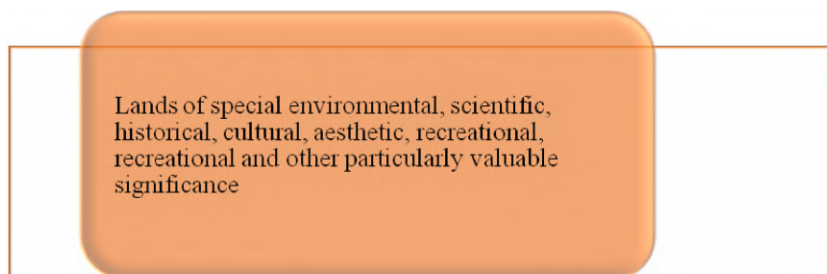 Lands of special environmental, scientific,
historical, cultural, aesthetic, recreational,
recreational and other particularly valuable
significance